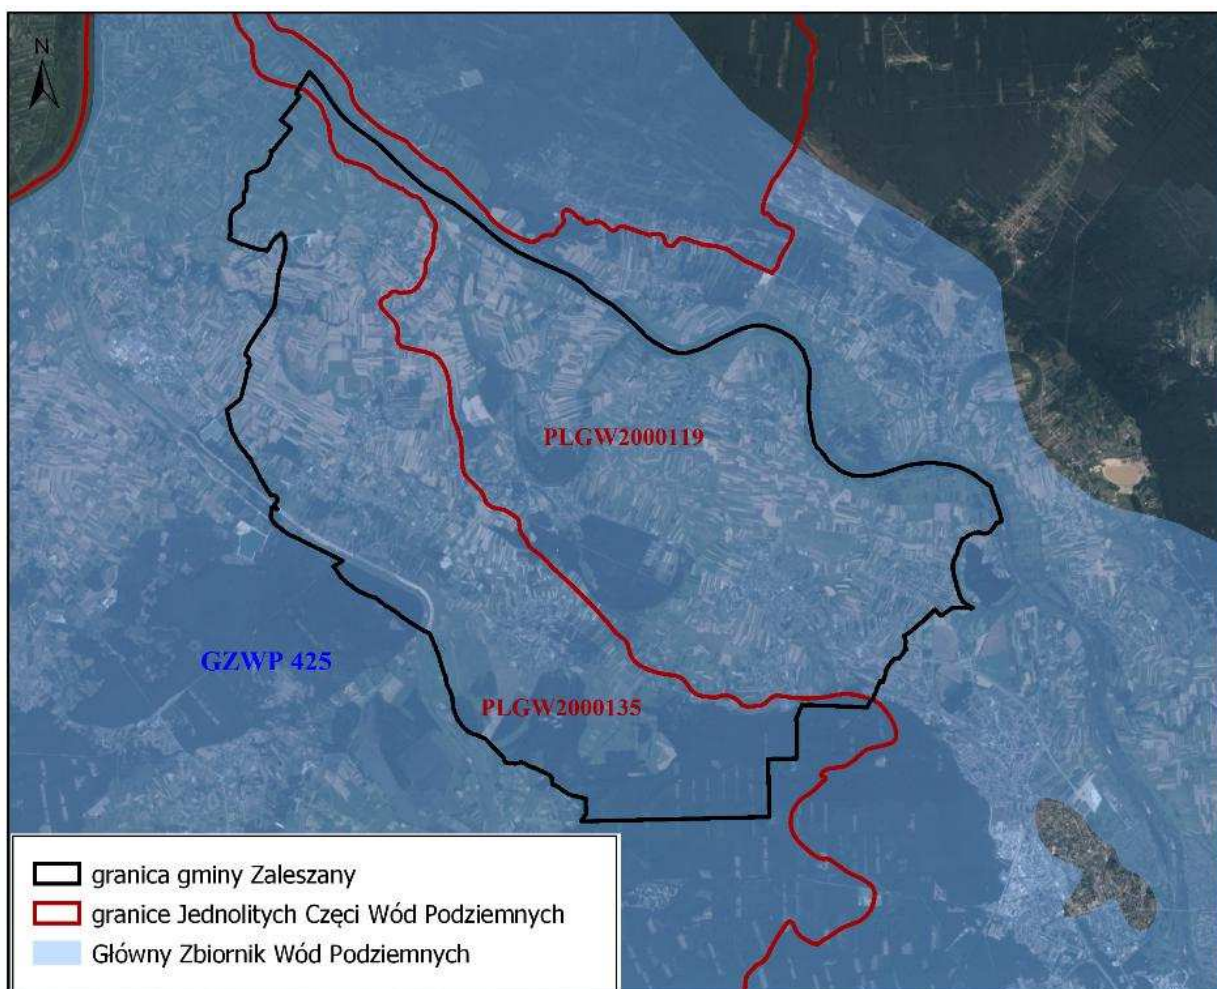 N
PLGW2000119
GZWP 425
PLGW2000135
granica gminy Zaleszany
granice Jednolitych Częci Wód Podziemnych
Główny Zbiornik Wód Podziemnych